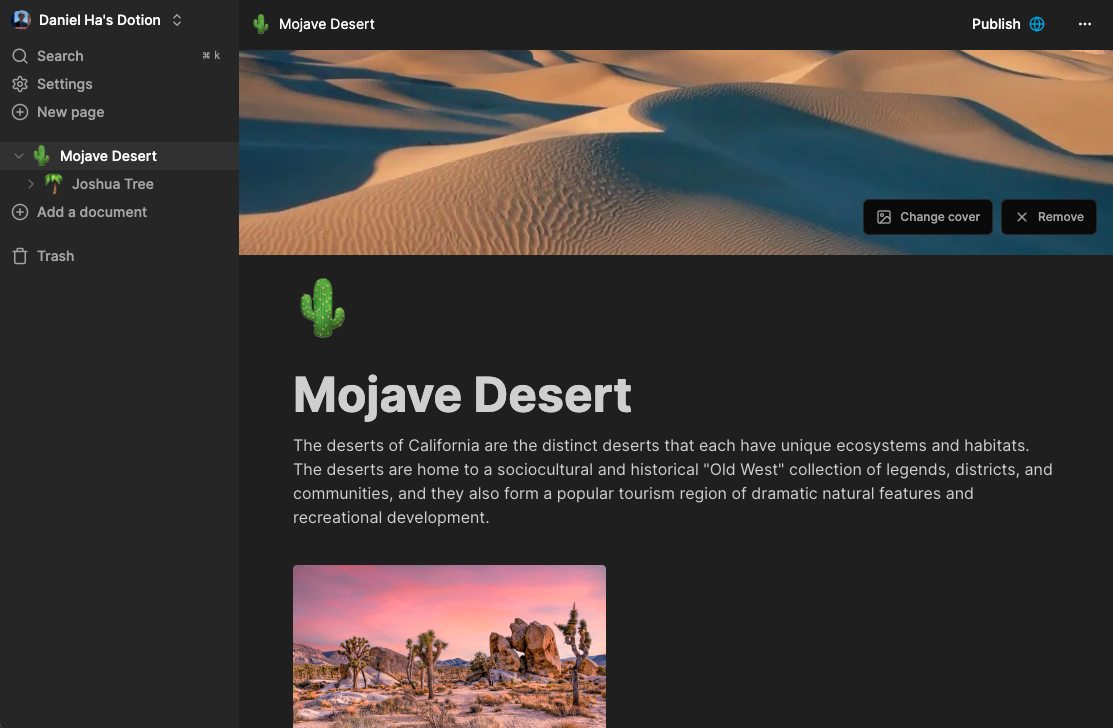 Daniel Ha's Dotion
Search ⌘ k
Settings
New page
Mojave Desert
Joshua Tree
Add a document
Trash
Mojave Desert
Publish
Change cover
Remove
Mojave Desert
The deserts of California are the distinct deserts that each have unique ecosystems and habitats.
The deserts are home to a sociocultural and historical "Old West" collection of legends, districts, and
communities, and they also form a popular tourism region of dramatic natural features and
recreational development.